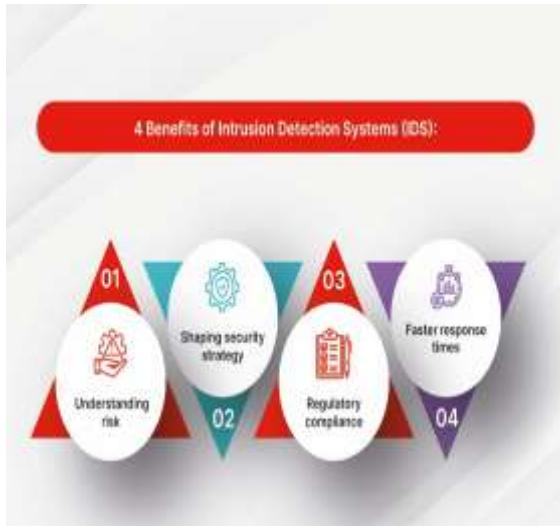 4 Benefits of Intrusion Detection Systems (IDS):
01
Understanding
risk
Shaping security
strategy
02
03
Regulatory
compliance
Faster response
times
04